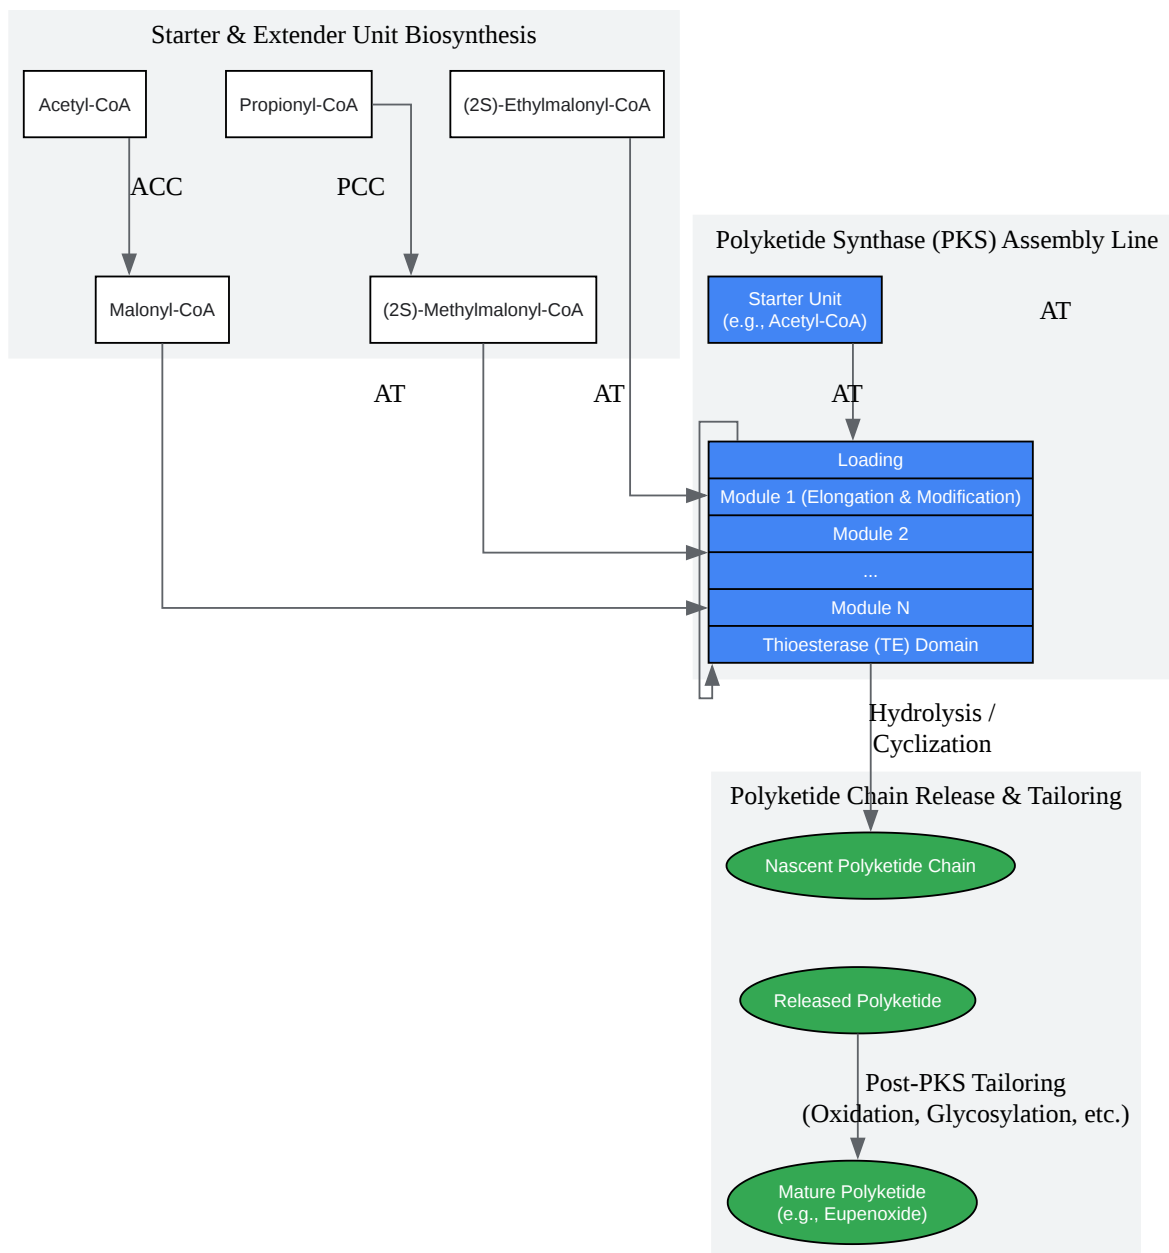 Starter & Extender Unit Biosynthesis
Acetyl-CoA
Propionyl-CoA
(2S)-Ethylmalonyl-CoA
ACC
PCC
Malonyl-CoA
(2S)-Methylmalonyl-CoA
Polyketide Synthase (PKS) Assembly Line
Starter Unit
(e.g., Acetyl-CoA)
AT
AT
AT
AT
Loading
Module 1 (Elongation & Modification)
Module 2
...
Module N
Thioesterase (TE) Domain
Hydrolysis /
Cyclization
Polyketide Chain Release & Tailoring
Nascent Polyketide Chain
Released Polyketide
Post-PKS Tailoring
(Oxidation, Glycosylation, etc.)
Mature Polyketide
(e.g., Eupenoxide)